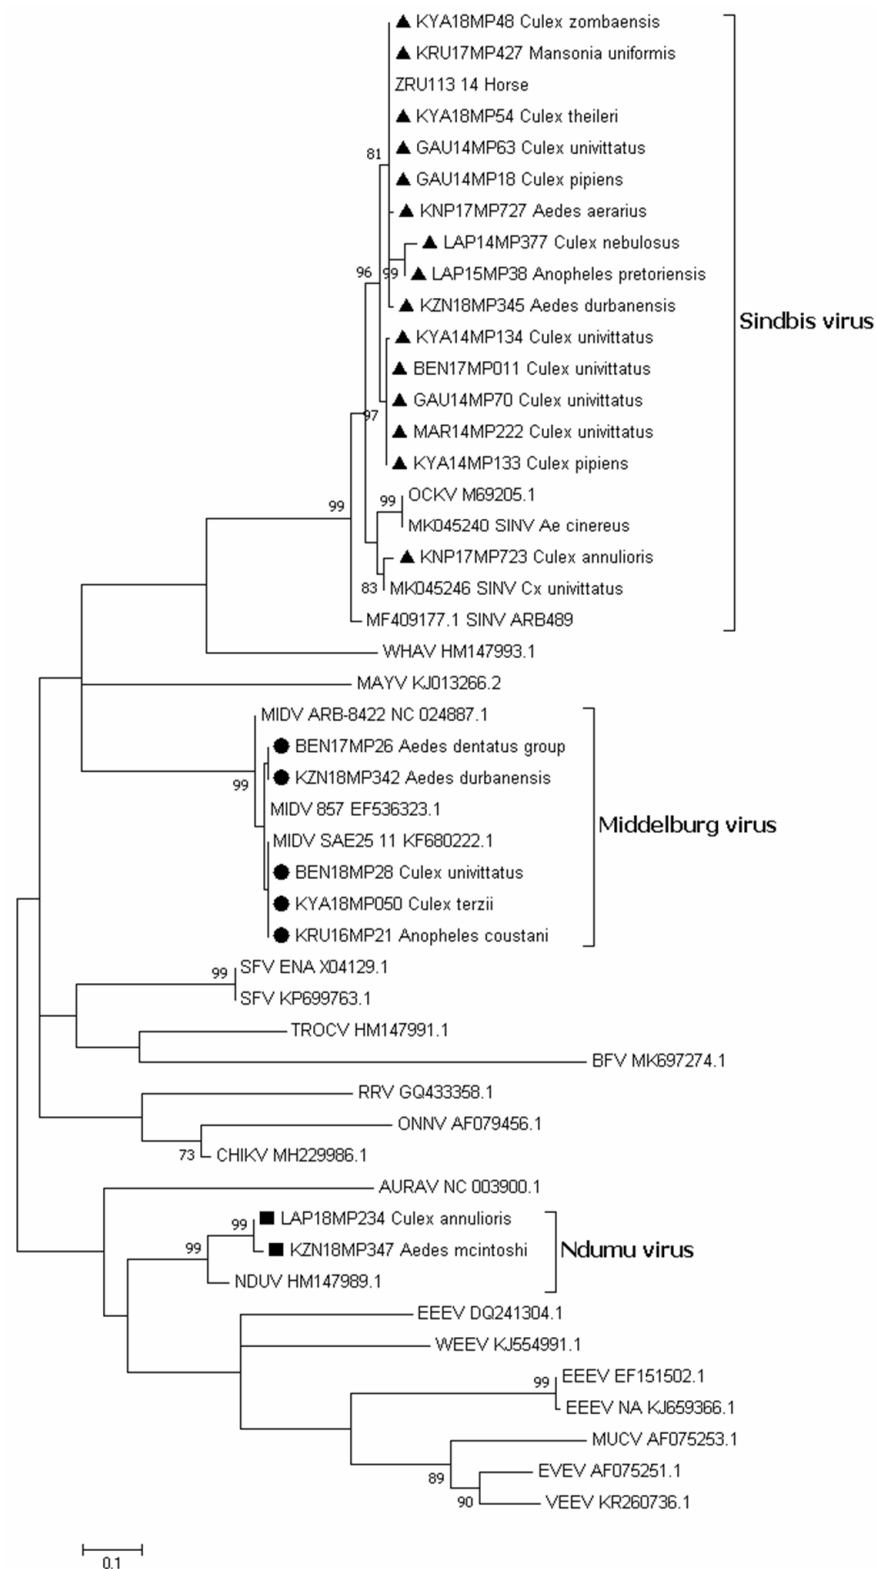 KYA18MP48 Culex zombaensis
KRU17MP427 Mansonia uniformis
ZRU113 14 Horse
KYA18MP54 Culex theileri
GAU14MP63 Culex univittatus
81
GAU14MP18 Culex pipiens
KNP17MP727 Aedes aerarius
LAP14MP377 Culex nebulosus
96
99
LAP15MP38 Anopheles pretoriensis
KZN18MP345 Aedes durbanensis
Sindbis virus
KYA14MP134 Culex univittatus
BEN17MP011 Culex univittatus
GAU14MP70 Culex univittatus
97
MAR14MP222 Culex univittatus
KYA14MP133 Culex pipiens
OCKV M69205.1
99
99
MK045240 SINV Ae cinereus
KNP17MP723 Culex annulioris
83
MK045246 SINV Cx univittatus
MF409177.1 SINV ARB489
WHAV HM147993.1
MAYV KJ013266.2
MIDV ARB-8422 NC 024887.1
BEN17MP26 Aedes dentatus group
KZN18MP342 Aedes durbanensis
99
MIDV 857 EF536323.1
Middelburg virus
MIDV SAE25 11 KF680222.1
BEN18MP28 Culex univittatus
KYA18MP050 Culex terzii
KRU16MP21 Anopheles coustani
99
SFV ENA X04129.1
SFV KP699763.1
TROCV HM147991.1
BFV MK697274.1
RRV GQ433358.1
ONNV AF079456.1
73
CHIKV MH229986.1
AURAV NC 003900.1
99
LAP18MP234 Culex annulioris
99
KZN18MP347 Aedes mcintoshi
Ndumu virus
NDUV HM147989.1
EEEV DQ241304.1
WEEV KJ554991.1
99
EEEV EF151502.1
EEEV NA KJ659366.1
MUCV AF075253.1
89
EVEV AF075251.1
90
VEEV KR260736.1
0.1